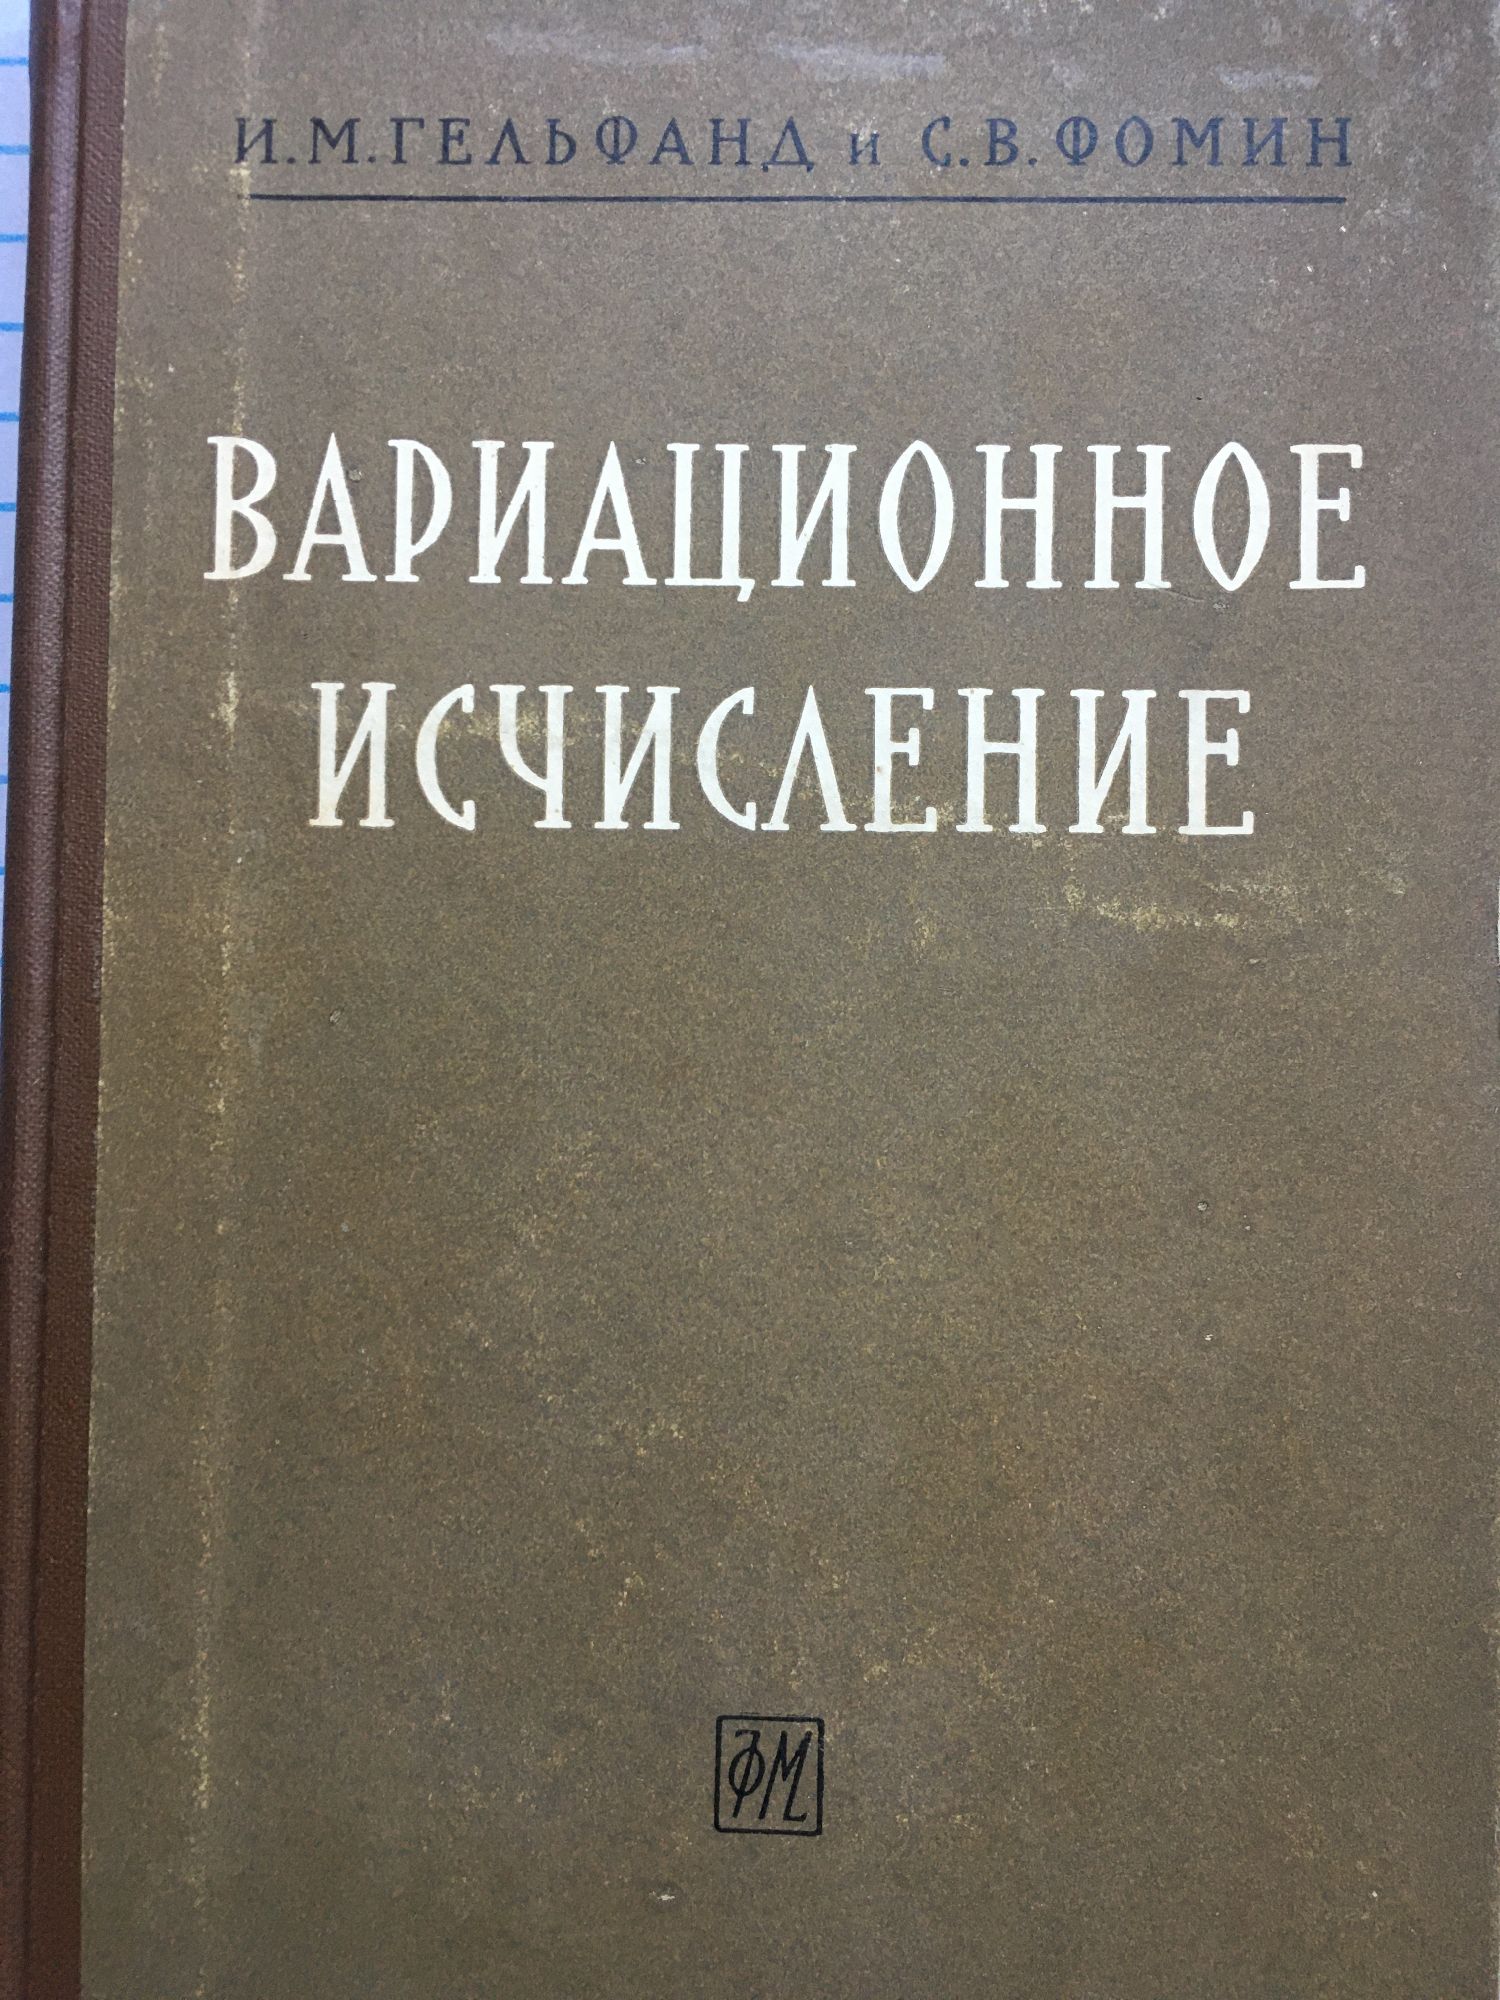 И. М. ГЕЛЬФАНД и С. В. ФОМИН
ВАРИАЦИОННОЕ
ИСЧИСЛЕНИЕ
ФМ